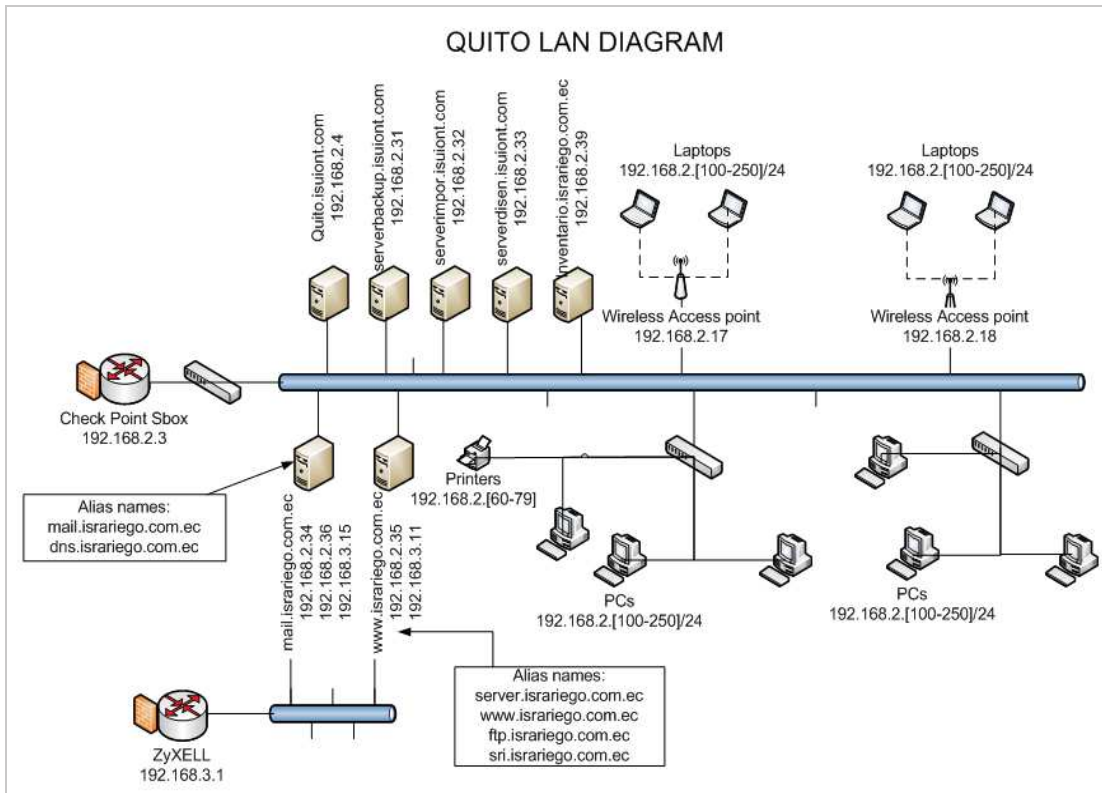 QUITO LAN DIAGRAM
Quito.isuiont.com
192.168.2.4
serverbackup.isuiont.com
192.168.2.31
serverimpor.isuiont.com
192.168.2.32
serverdisen.isuiont.com
192.168.2.33
inventario.israriego.com.ec
192.168.2.39
Laptops
192.168.2.[100-250]/24
Laptops
192.168.2.[100-250]/24
Wireless Access point
192.168.2.17
Wireless Access point
192.168.2.18
Check Point Sbox
192.168.2.3
Alias names:
mail.israriego.com.ec
dns.israriego.com.ec
mail.israriego.com.ec
192.168.2.34
192.168.2.36
192.168.3.15
www.israriego.com.ec
192.168.2.35
192.168.3.11
Printers
192.168.2.[60-79]
PCs
192.168.2.[100-250]/24
PCs
192.168.2.[100-250]/24
Alias names:
server.israriego.com.ec
www.israriego.com.ec
ftp.israriego.com.ec
sri.israriego.com.ec
ZyXELL
192.168.3.1